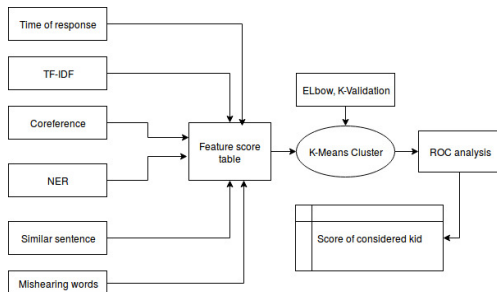 Time of response
TF-IDF
Coreference
NER
Similar sentence
Mishearing words
Feature score
table
ELbow, K-Validation
K-Means Cluster
ROC analysis
Score of considered kid